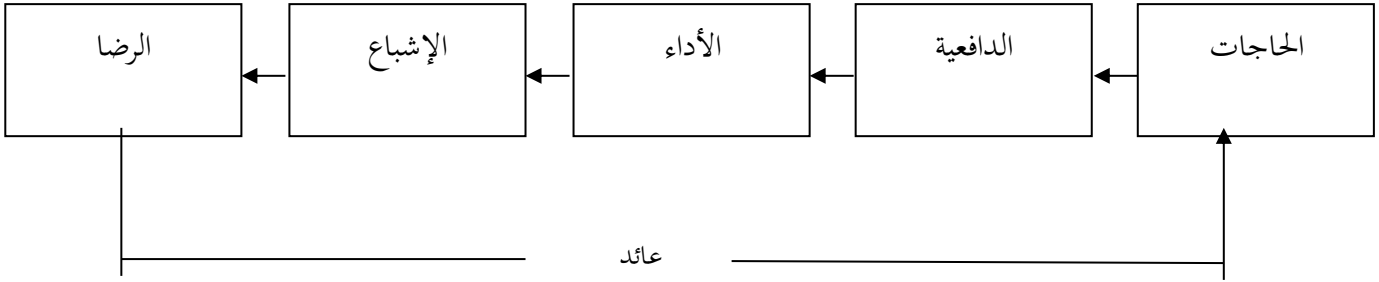 الحاجات
الدافعية
الأداء
الإشباع
الرضا
عائد